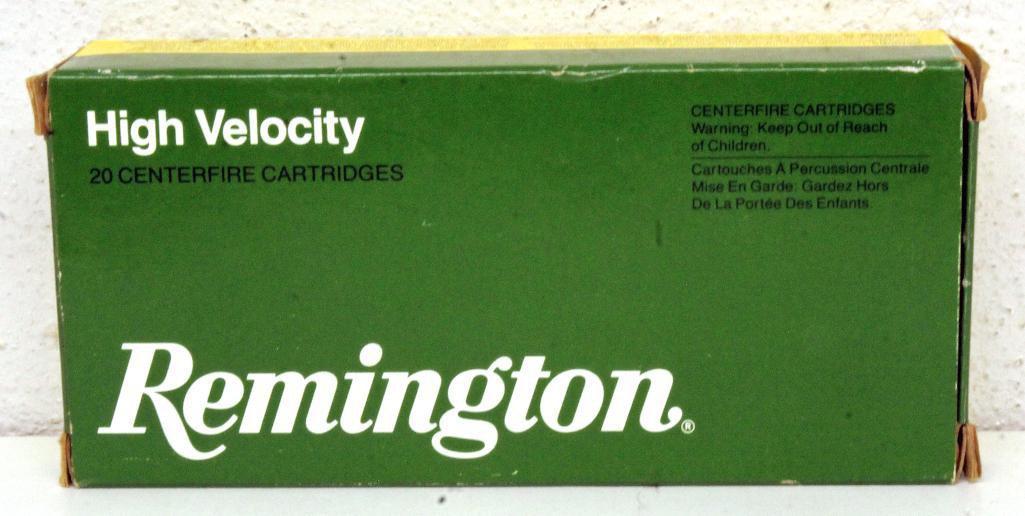 High Velocity
20 CENTERFIRE CARTRIDGES
CENTERFIRE CARTRIDGES
Warning: Keep Out of Reach
of Children.
Cartouches À Percussion Centrale
Mise En Garde: Gardez Hors
De La Portée Des Enfants.
Remington®